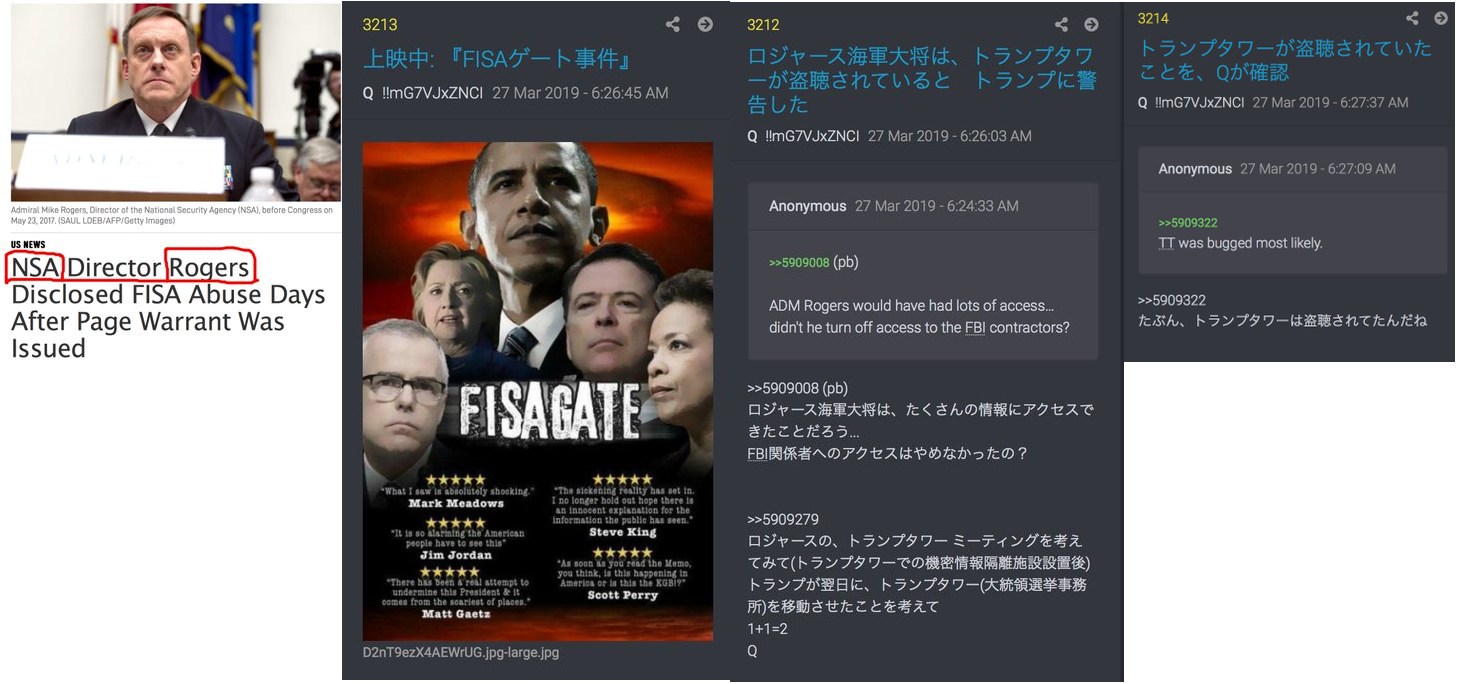 Admiral Mike Rogers, Director of the National Security Agency (NSA), before Congress on
May 23, 2017. (SAUL LOEB/AFP/Getty Images)
US NEWS
NSA Director Rogers
Disclosed FISA Abuse Days
After Page Warrant Was
Issued
3213
上映中: 『FISAゲート事件』
Q !!mG7VJxZNCI 27 Mar 2019 - 6:26:45 AM
FISAGATE
"What I saw is absolutely shocking."
Mark Meadows
"It is so alarming the American
people have to see this"
Jim Jordan
"There has been a real attempt to
undermine this President & it
comes from the scariest of places."
Matt Gaetz
"The sickening reality has set in.
I no longer hold out hope there is
an innocent explanation for the
information the public has seen."
Steve King
"As soon as you read the Memo,
you think, is this happening in
America or is this the KGB!?"
Scott Perry
D2nT9ezX4AEWrUG.jpg-large.jpg
3212
ロジャース海軍大将は、トランプタワ
ーが盗聴されていると トランプに警
告した
Q !!mG7VJxZNCI 27 Mar 2019 - 6:26:03 AM
Anonymous 27 Mar 2019 - 6:24:33 AM
>>5909008 (pb)
ADM Rogers would have had lots of access...
didn't he turn off access to the FBI contractors?
>>5909008 (pb)
ロジャース海軍大将は、たくさんの情報にアクセスで
きたことだろう...
FBI関係者へのアクセスはやめなかったの？
>>5909279
ロジャースの、トランプタワー ミーティングを考え
てみて(トランプタワーでの機密情報隔離施設設置後)
トランプが翌日に、トランプタワー(大統領選挙事務
所)を移動させたことを考えて
1+1=2
Q
3214
トランプタワーが盗聴されていた
ことを、Qが確認
Q !!mG7VJxZNCI 27 Mar 2019 - 6:27:37 AM
Anonymous 27 Mar 2019 - 6:27:09 AM
>>5909322
TT was bugged most likely.
>>5909322
たぶん、トランプタワーは盗聴されてたんだね